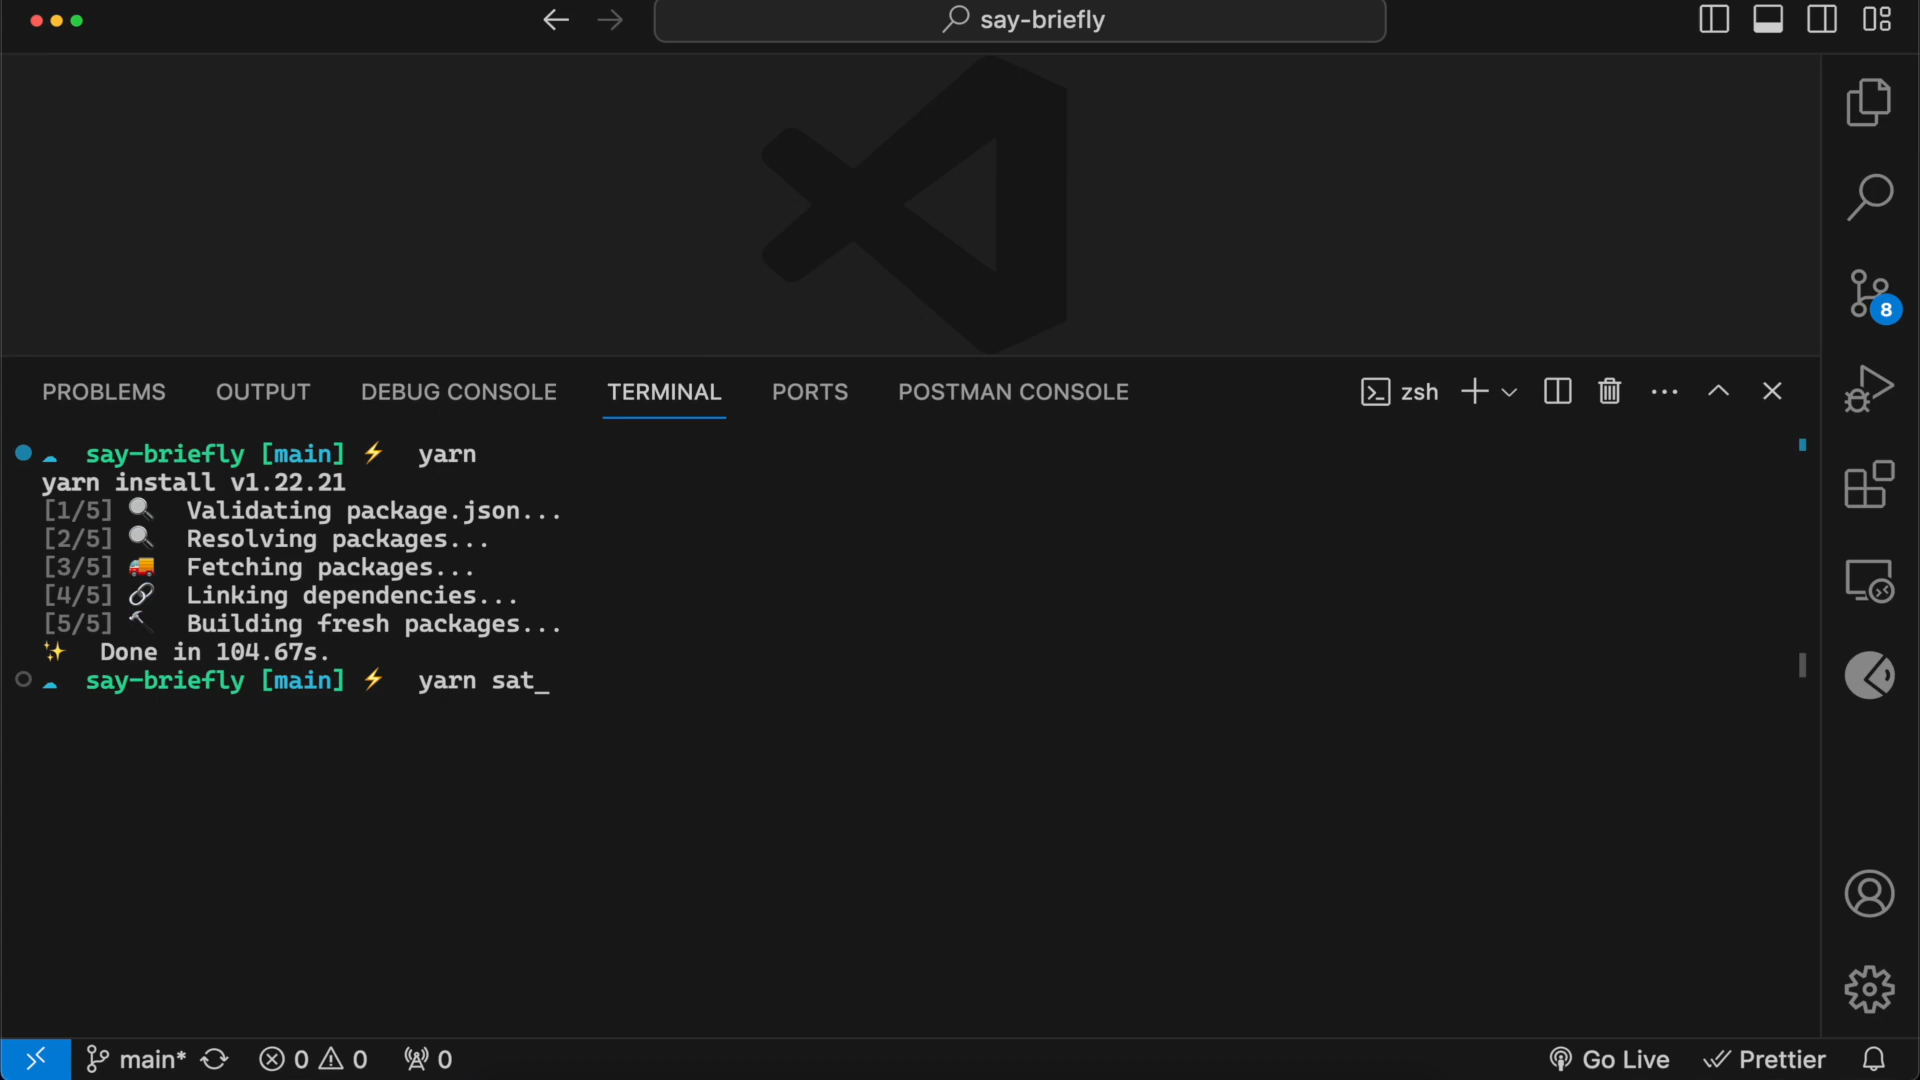 say-briefly
8
PROBLEMS OUTPUT DEBUG CONSOLE TERMINAL PORTS POSTMAN CONSOLE zsh
say-briefly [main] ⚡ yarn
yarn install v1.22.21
[1/5] 🔍 Validating package.json...
[2/5] 🔍 Resolving packages...
[3/5] 🚚 Fetching packages...
[4/5] 🔗 Linking dependencies...
[5/5] 🔨 Building fresh packages...
✨ Done in 104.67s.
say-briefly [main] ⚡ yarn sat_
main* 0 0 0 Go Live Prettier